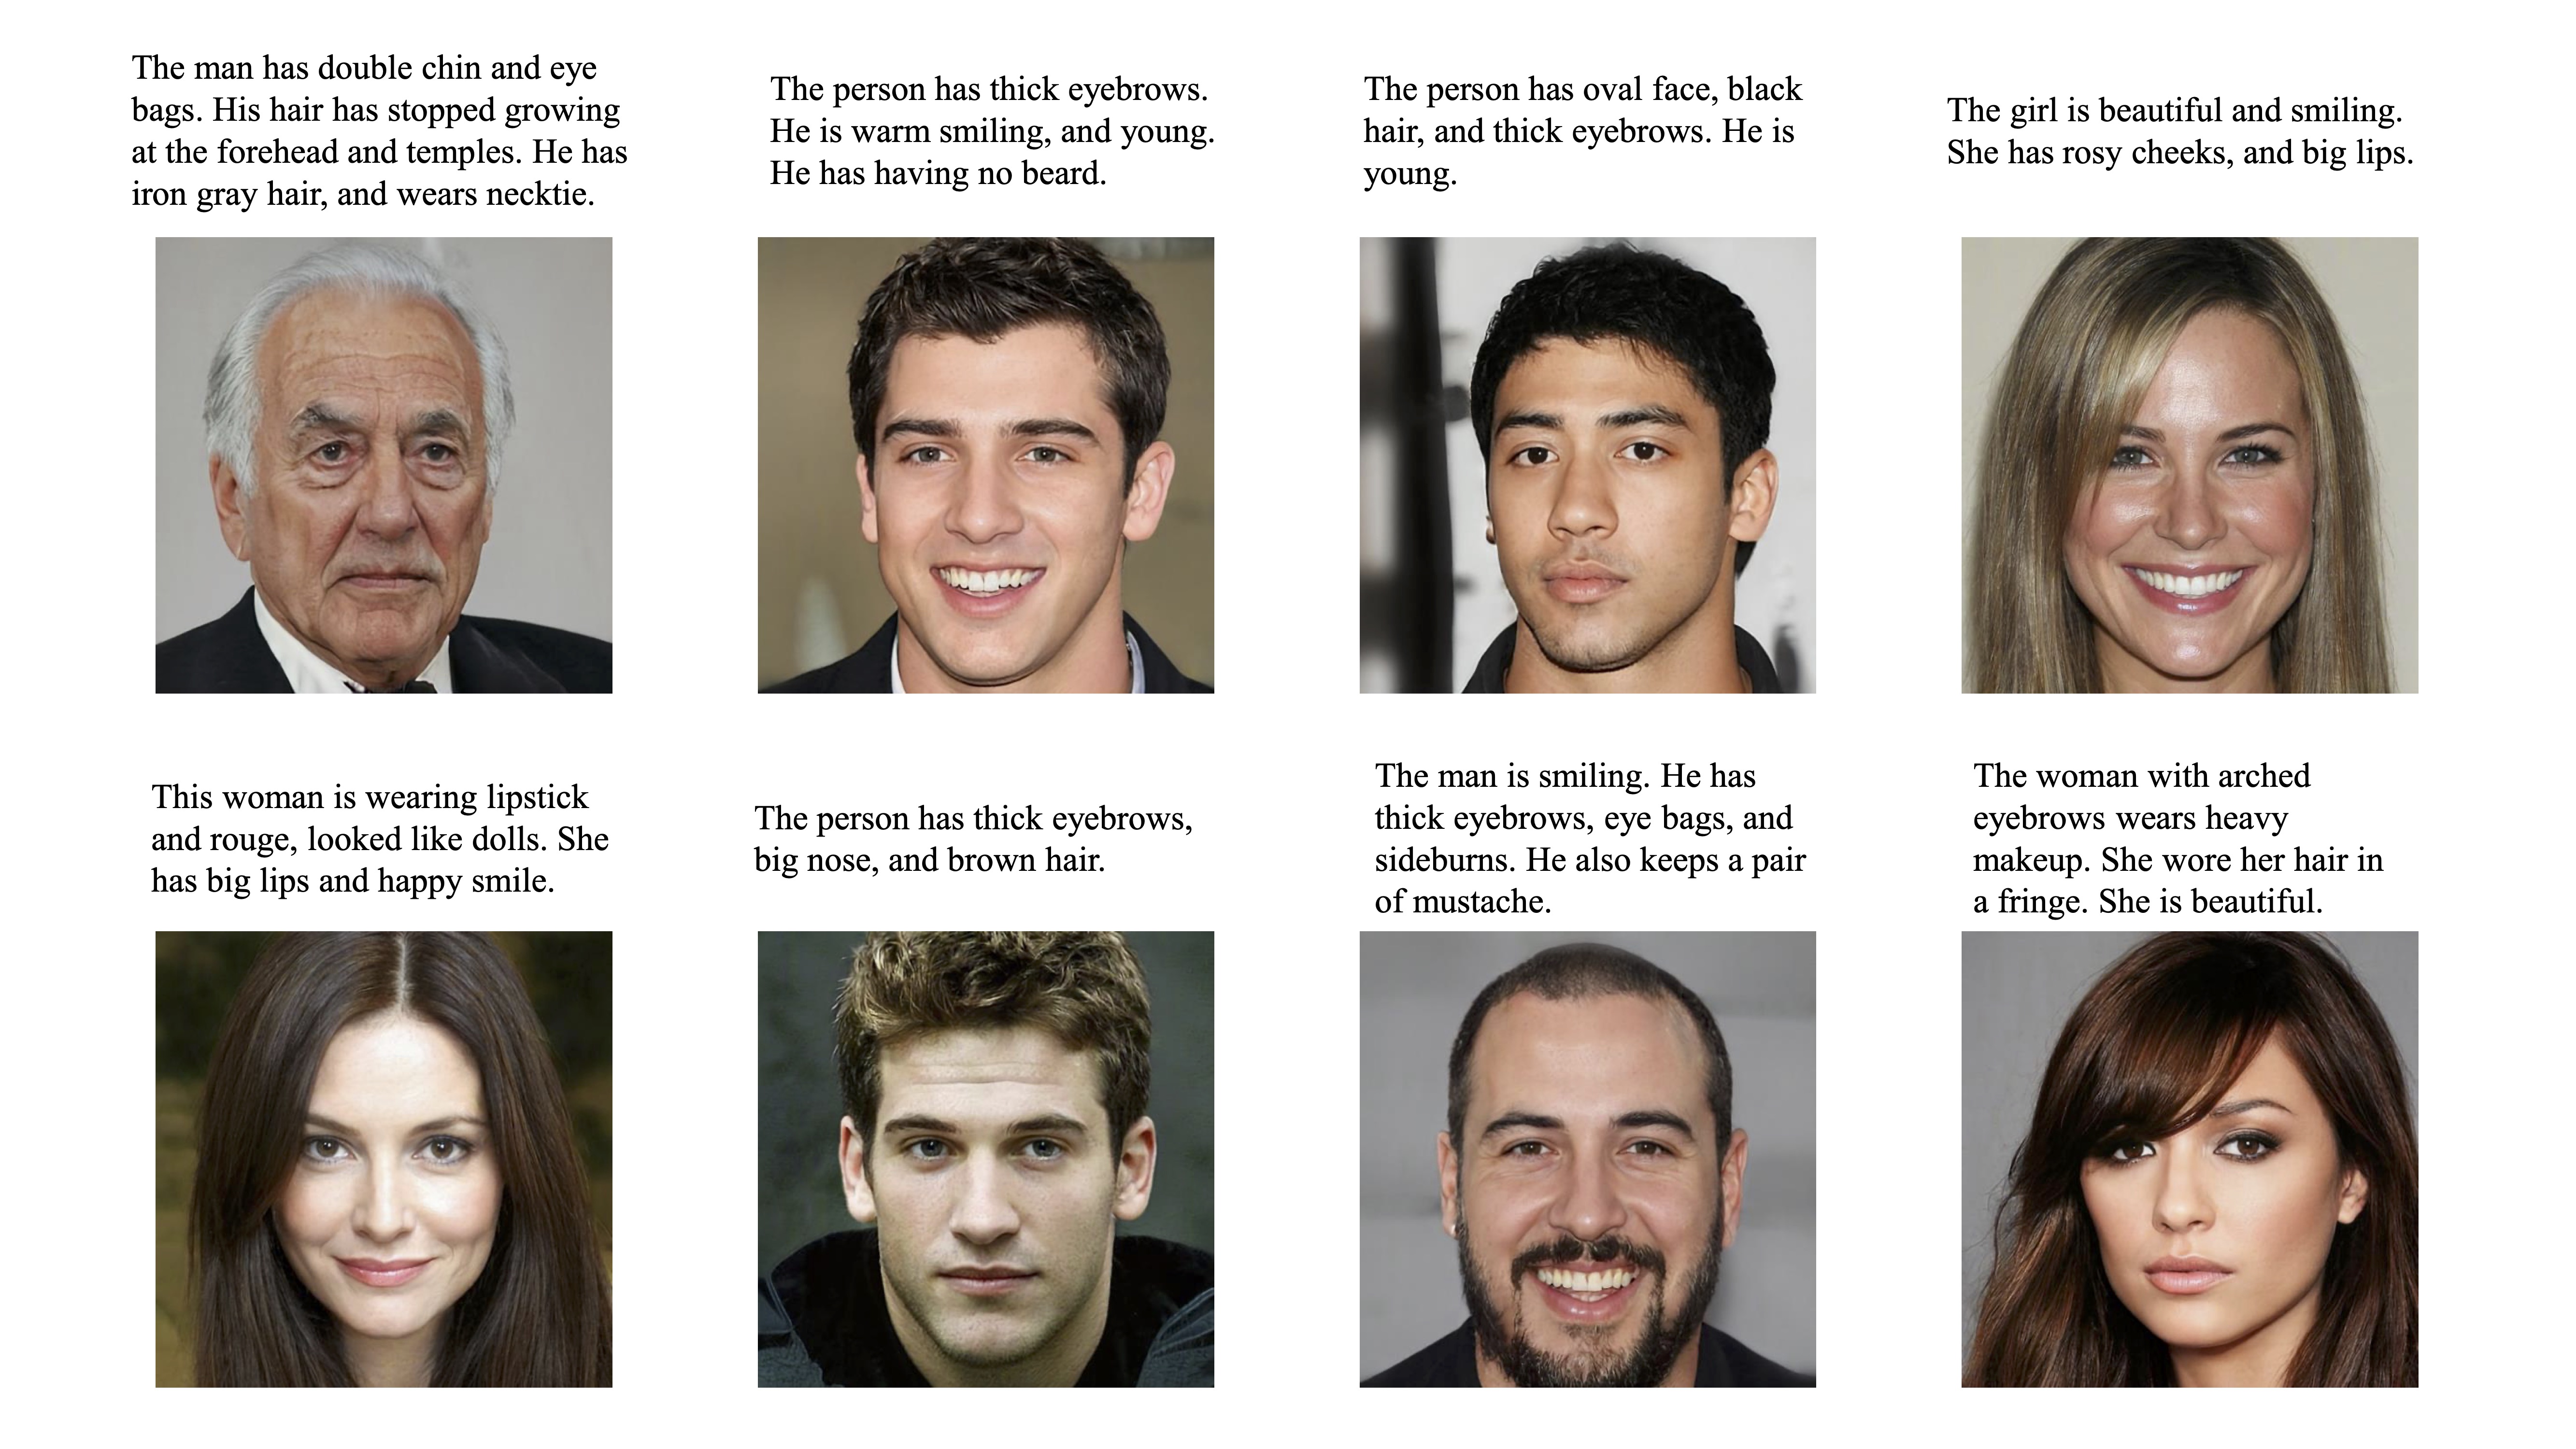 The man has double chin and eye
bags. His hair has stopped growing
at the forehead and temples. He has
iron gray hair, and wears necktie.
The person has thick eyebrows.
He is warm smiling, and young.
He has having no beard.
The person has oval face, black
hair, and thick eyebrows. He is
young.
The girl is beautiful and smiling.
She has rosy cheeks, and big lips.
This woman is wearing lipstick
and rouge, looked like dolls. She
has big lips and happy smile.
The person has thick eyebrows,
big nose, and brown hair.
The man is smiling. He has
thick eyebrows, eye bags, and
sideburns. He also keeps a pair
of mustache.
The woman with arched
eyebrows wears heavy
makeup. She wore her hair in
a fringe. She is beautiful.